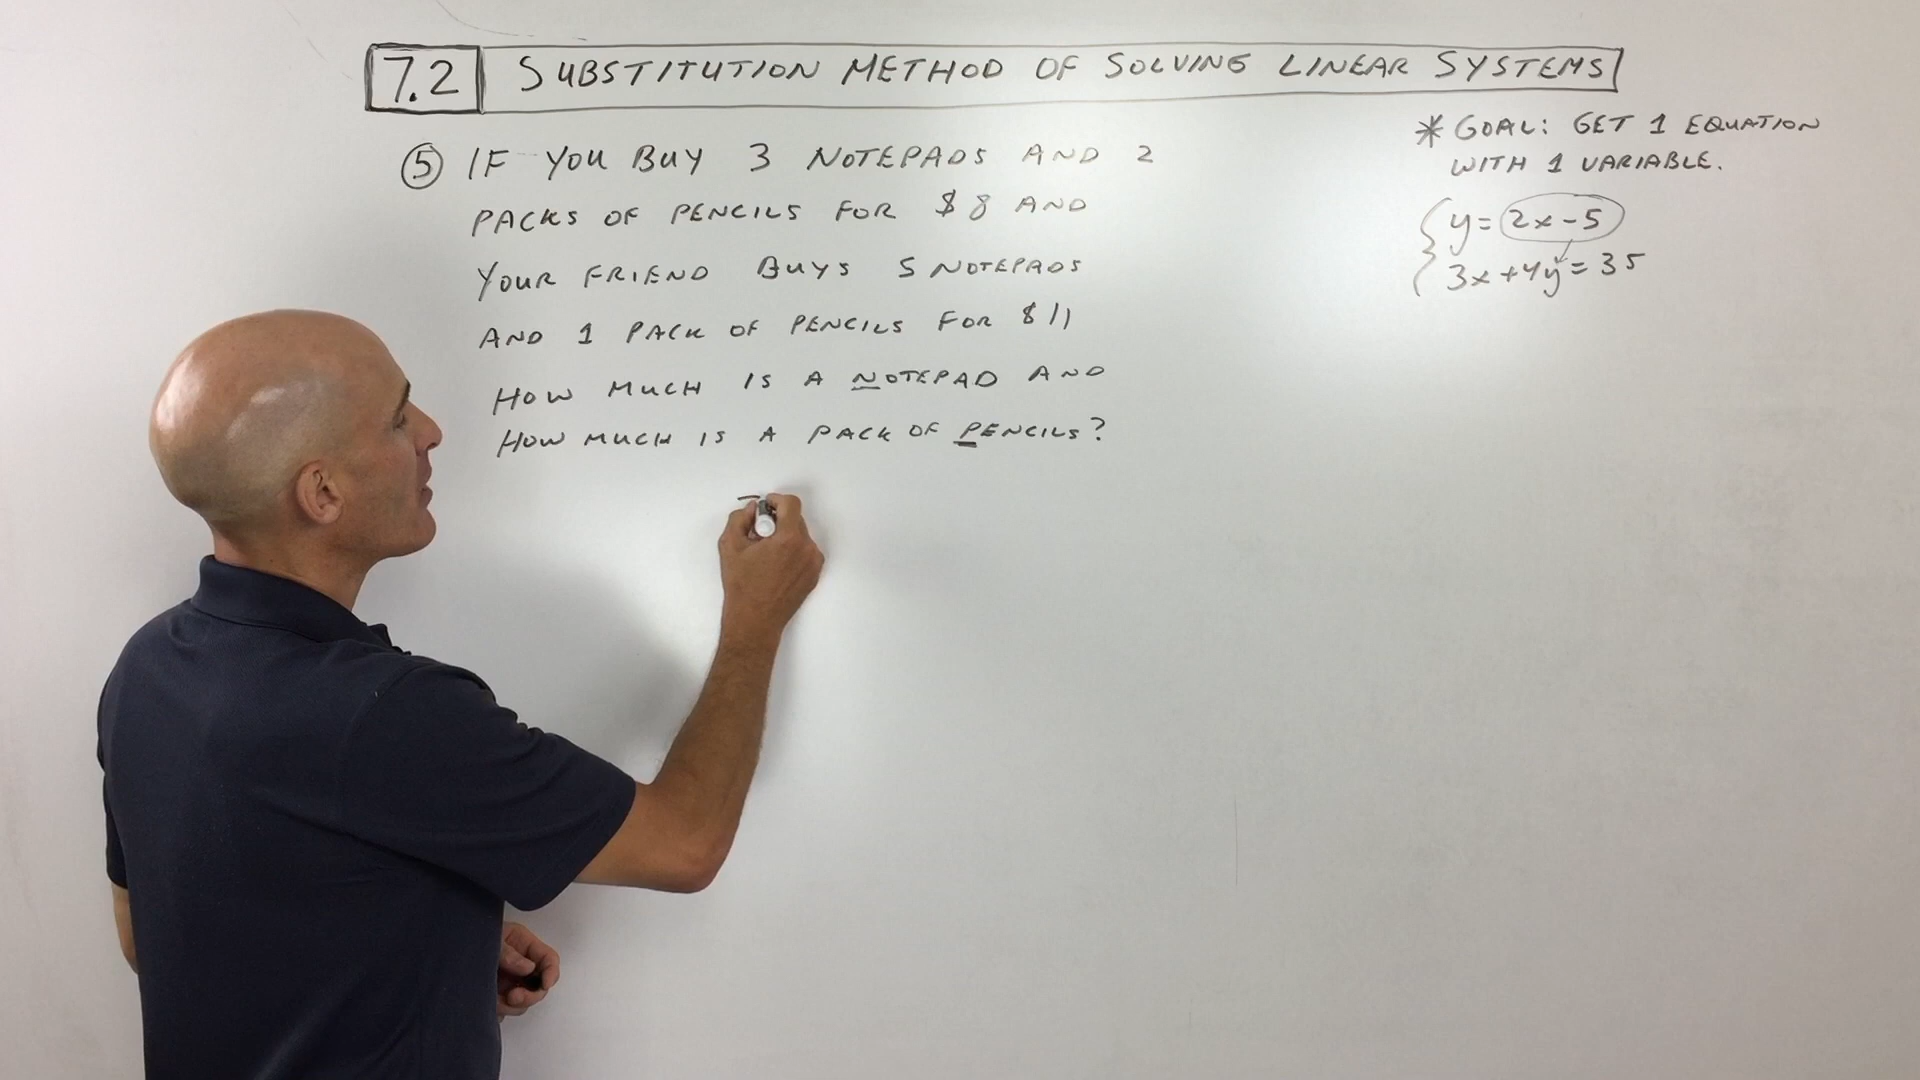 7.2 SUBSTITUTION METHOD OF SOLVING LINEAR SYSTEMS
* GOAL: GET 1 EQUATION
WITH 1 VARIABLE.
y=2x-5
3x+4y=35
5 IF YOU BUY 3 NOTEPADS AND 2
PACKS OF PENCILS FOR $8 AND
YOUR FRIEND BUYS 5 NOTEPADS
AND 1 PACK OF PENCILS FOR $11
HOW MUCH IS A NOTEPAD AND
HOW MUCH IS A PACK OF PENCILS?